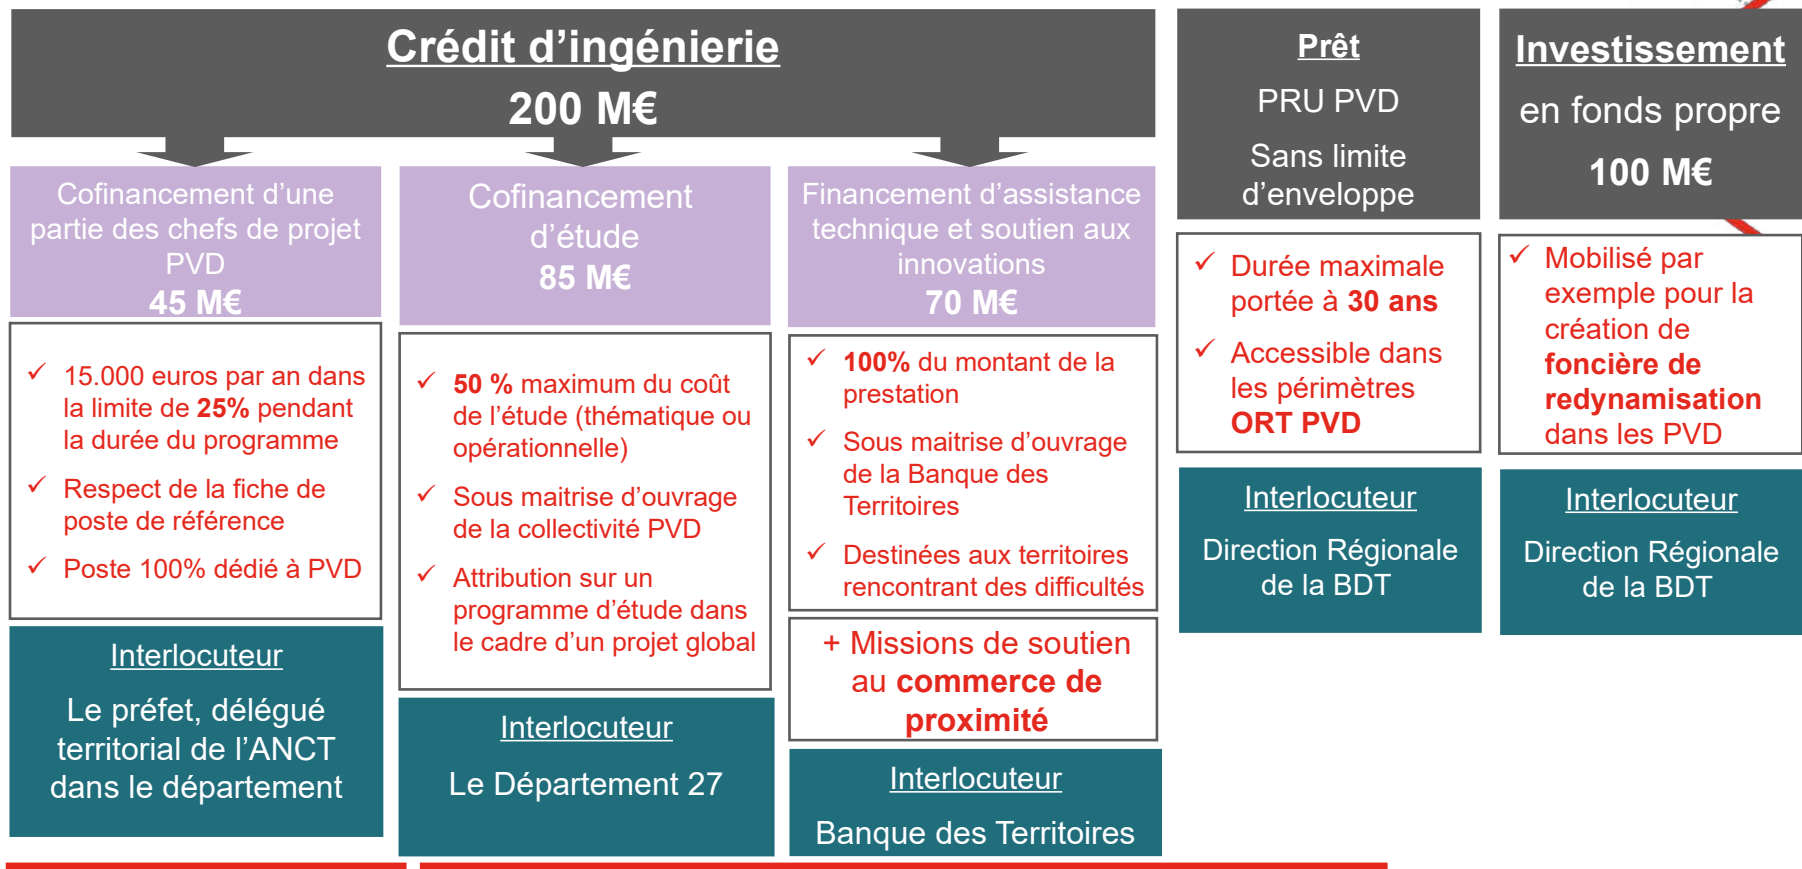 Crédit d’ingénierie
200 M€
Cofinancement d’une
partie des chefs de projet
PVD
45 M€
✓ 15.000 euros par an dans
la limite de 25% pendant
la durée du programme
✓ Respect de la fiche de
poste de référence
✓ Poste 100% dédié à PVD
Interlocuteur
Le préfet, délégué
territorial de l’ANCT
dans le département
Cofinancement
d’étude
85 M€
✓ 50 % maximum du coût
de l’étude (thématique ou
opérationnelle)
✓ Sous maitrise d’ouvrage
de la collectivité PVD
✓ Attribution sur un
programme d’étude dans
le cadre d’un projet global
Interlocuteur
Le Département 27
Financement d’assistance
technique et soutien aux
innovations
70 M€
✓ 100% du montant de la
prestation
✓ Sous maitrise d’ouvrage
de la Banque des
Territoires
✓ Destinées aux territoires
rencontrant des difficultés
+ Missions de soutien
au commerce de
proximité
Interlocuteur
Banque des Territoires
Prêt
PRU PVD
Sans limite
d’enveloppe
✓ Durée maximale
portée à 30 ans
✓ Accessible dans
les périmètres
ORT PVD
Interlocuteur
Direction Régionale
de la BDT
Investissement
en fonds propre
100 M€
✓ Mobilisé par
exemple pour la
création de
foncière de
redynamisation
dans les PVD
Interlocuteur
Direction Régionale
de la BDT